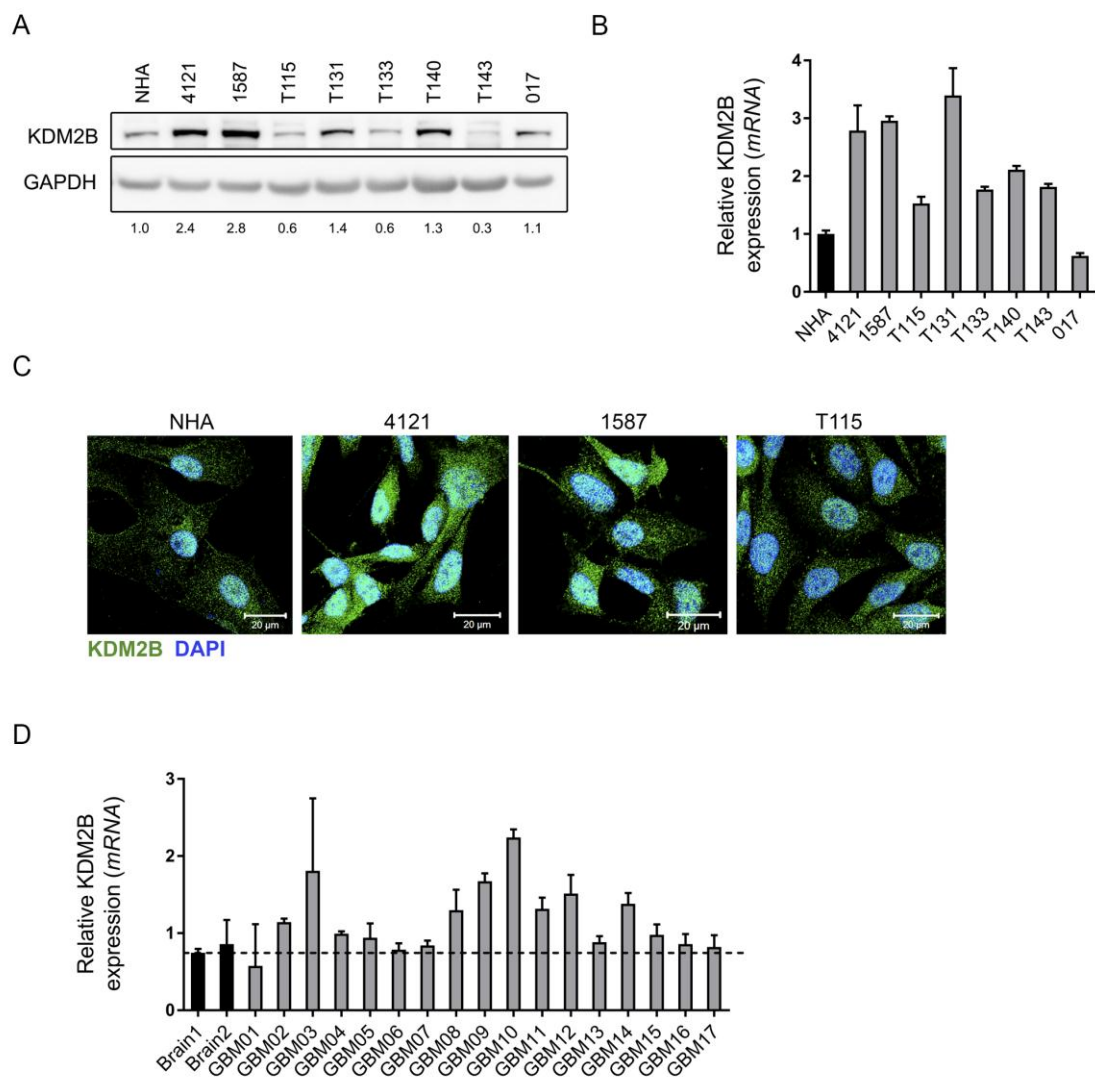 A
NHA 4121 1587 T115 T131 T133 T140 T143 017
KDM2B
GAPDH
1.0 2.4 2.8 0.6 1.4 0.6 1.3 0.3 1.1
B
Relative KDM2B
expression (mRNA)
4
3
2
1
0
NHA 4121 1587 T115 T131 T133 T140 T143 017
C
NHA 4121 1587 T115
20 µm 20 µm 20 µm 20 µm
KDM2B DAPI
D
Relative KDM2B
expression (mRNA)
3
2
1
0
Brain1 Brain2 GBM01 GBM02 GBM03 GBM04 GBM05 GBM06 GBM07 GBM08 GBM09 GBM10 GBM11 GBM12 GBM13 GBM14 GBM15 GBM16 GBM17